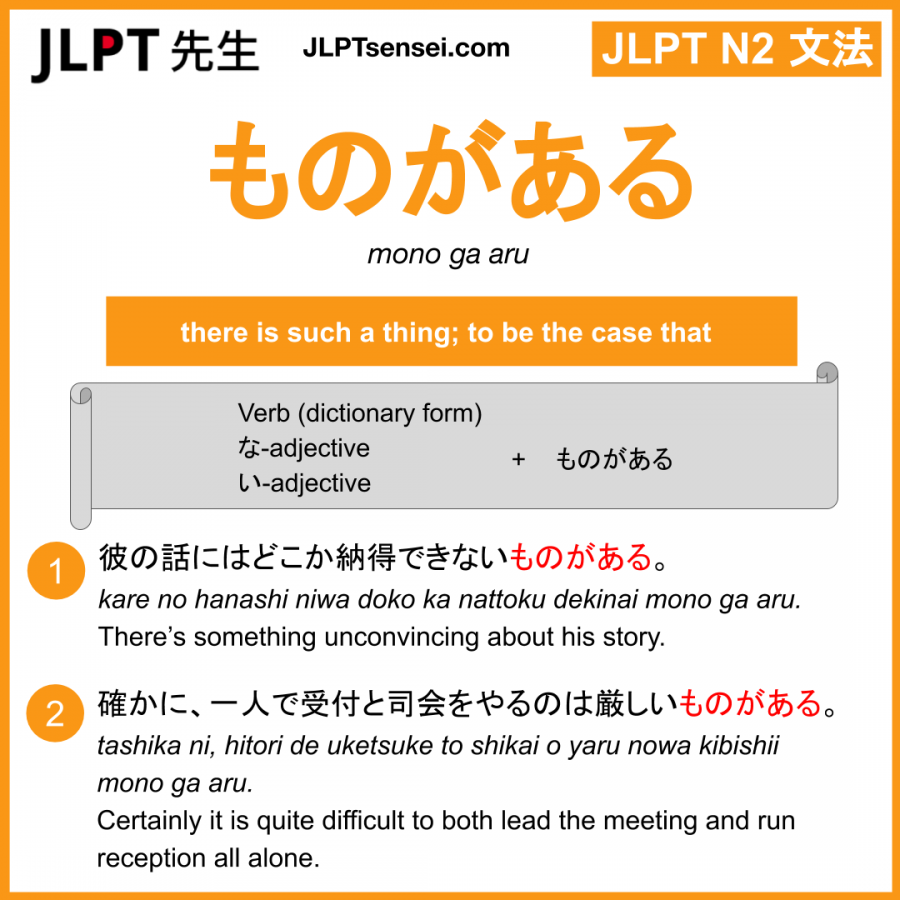 JLPT 先生
JLPTsensei.com
JLPT N2 文法
ものがある
mono ga aru
there is such a thing; to be the case that
Verb (dictionary form)
な-adjective
い-adjective
+ ものがある
1
彼の話にはどこか納得できないものがある。
kare no hanashi niwa doko ka nattoku dekinai mono ga aru.
There’s something unconvincing about his story.
2
確かに、一人で受付と司会をやるのは厳しいものがある。
tashika ni, hitori de uketsuke to shikai o yaru nowa kibishii
mono ga aru.
Certainly it is quite difficult to both lead the meeting and run
reception all alone.